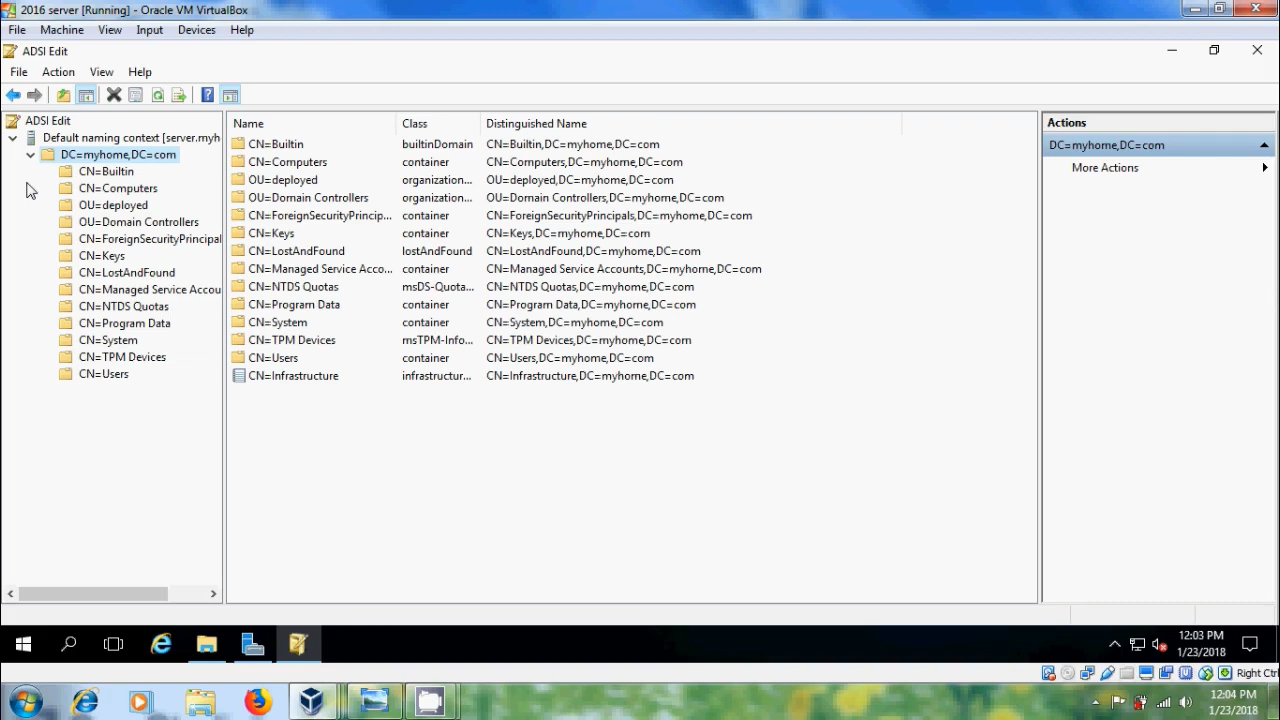 2016 server [Running] - Oracle VM VirtualBox
File Machine View Input Devices Help
ADSI Edit
File Action View Help
ADSI Edit
Default naming context [server.myh
DC=myhome,DC=com
CN=Builtin
CN=Computers
OU=deployed
OU=Domain Controllers
CN=ForeignSecurityPrincipal
CN=Keys
CN=LostAndFound
CN=Managed Service Accou
CN=NTDS Quotas
CN=Program Data
CN=System
CN=TPM Devices
CN=Users
Name Class Distinguished Name
CN=Builtin builtinDomain CN=Builtin,DC=myhome,DC=com
CN=Computers container CN=Computers,DC=myhome,DC=com
OU=deployed organization... OU=deployed,DC=myhome,DC=com
OU=Domain Controllers organization... OU=Domain Controllers,DC=myhome,DC=com
CN=ForeignSecurityPrincip... container CN=ForeignSecurityPrincipals,DC=myhome,DC=com
CN=Keys container CN=Keys,DC=myhome,DC=com
CN=LostAndFound lostAndFound CN=LostAndFound,DC=myhome,DC=com
CN=Managed Service Acco... container CN=Managed Service Accounts,DC=myhome,DC=com
CN=NTDS Quotas msDS-Quota... CN=NTDS Quotas,DC=myhome,DC=com
CN=Program Data container CN=Program Data,DC=myhome,DC=com
CN=System container CN=System,DC=myhome,DC=com
CN=TPM Devices msTPM-Info... CN=TPM Devices,DC=myhome,DC=com
CN=Users container CN=Users,DC=myhome,DC=com
CN=Infrastructure infrastructur... CN=Infrastructure,DC=myhome,DC=com
Actions
DC=myhome,DC=com
More Actions
12:03 PM
1/23/2018
Right Ctrl
12:04 PM
1/23/2018